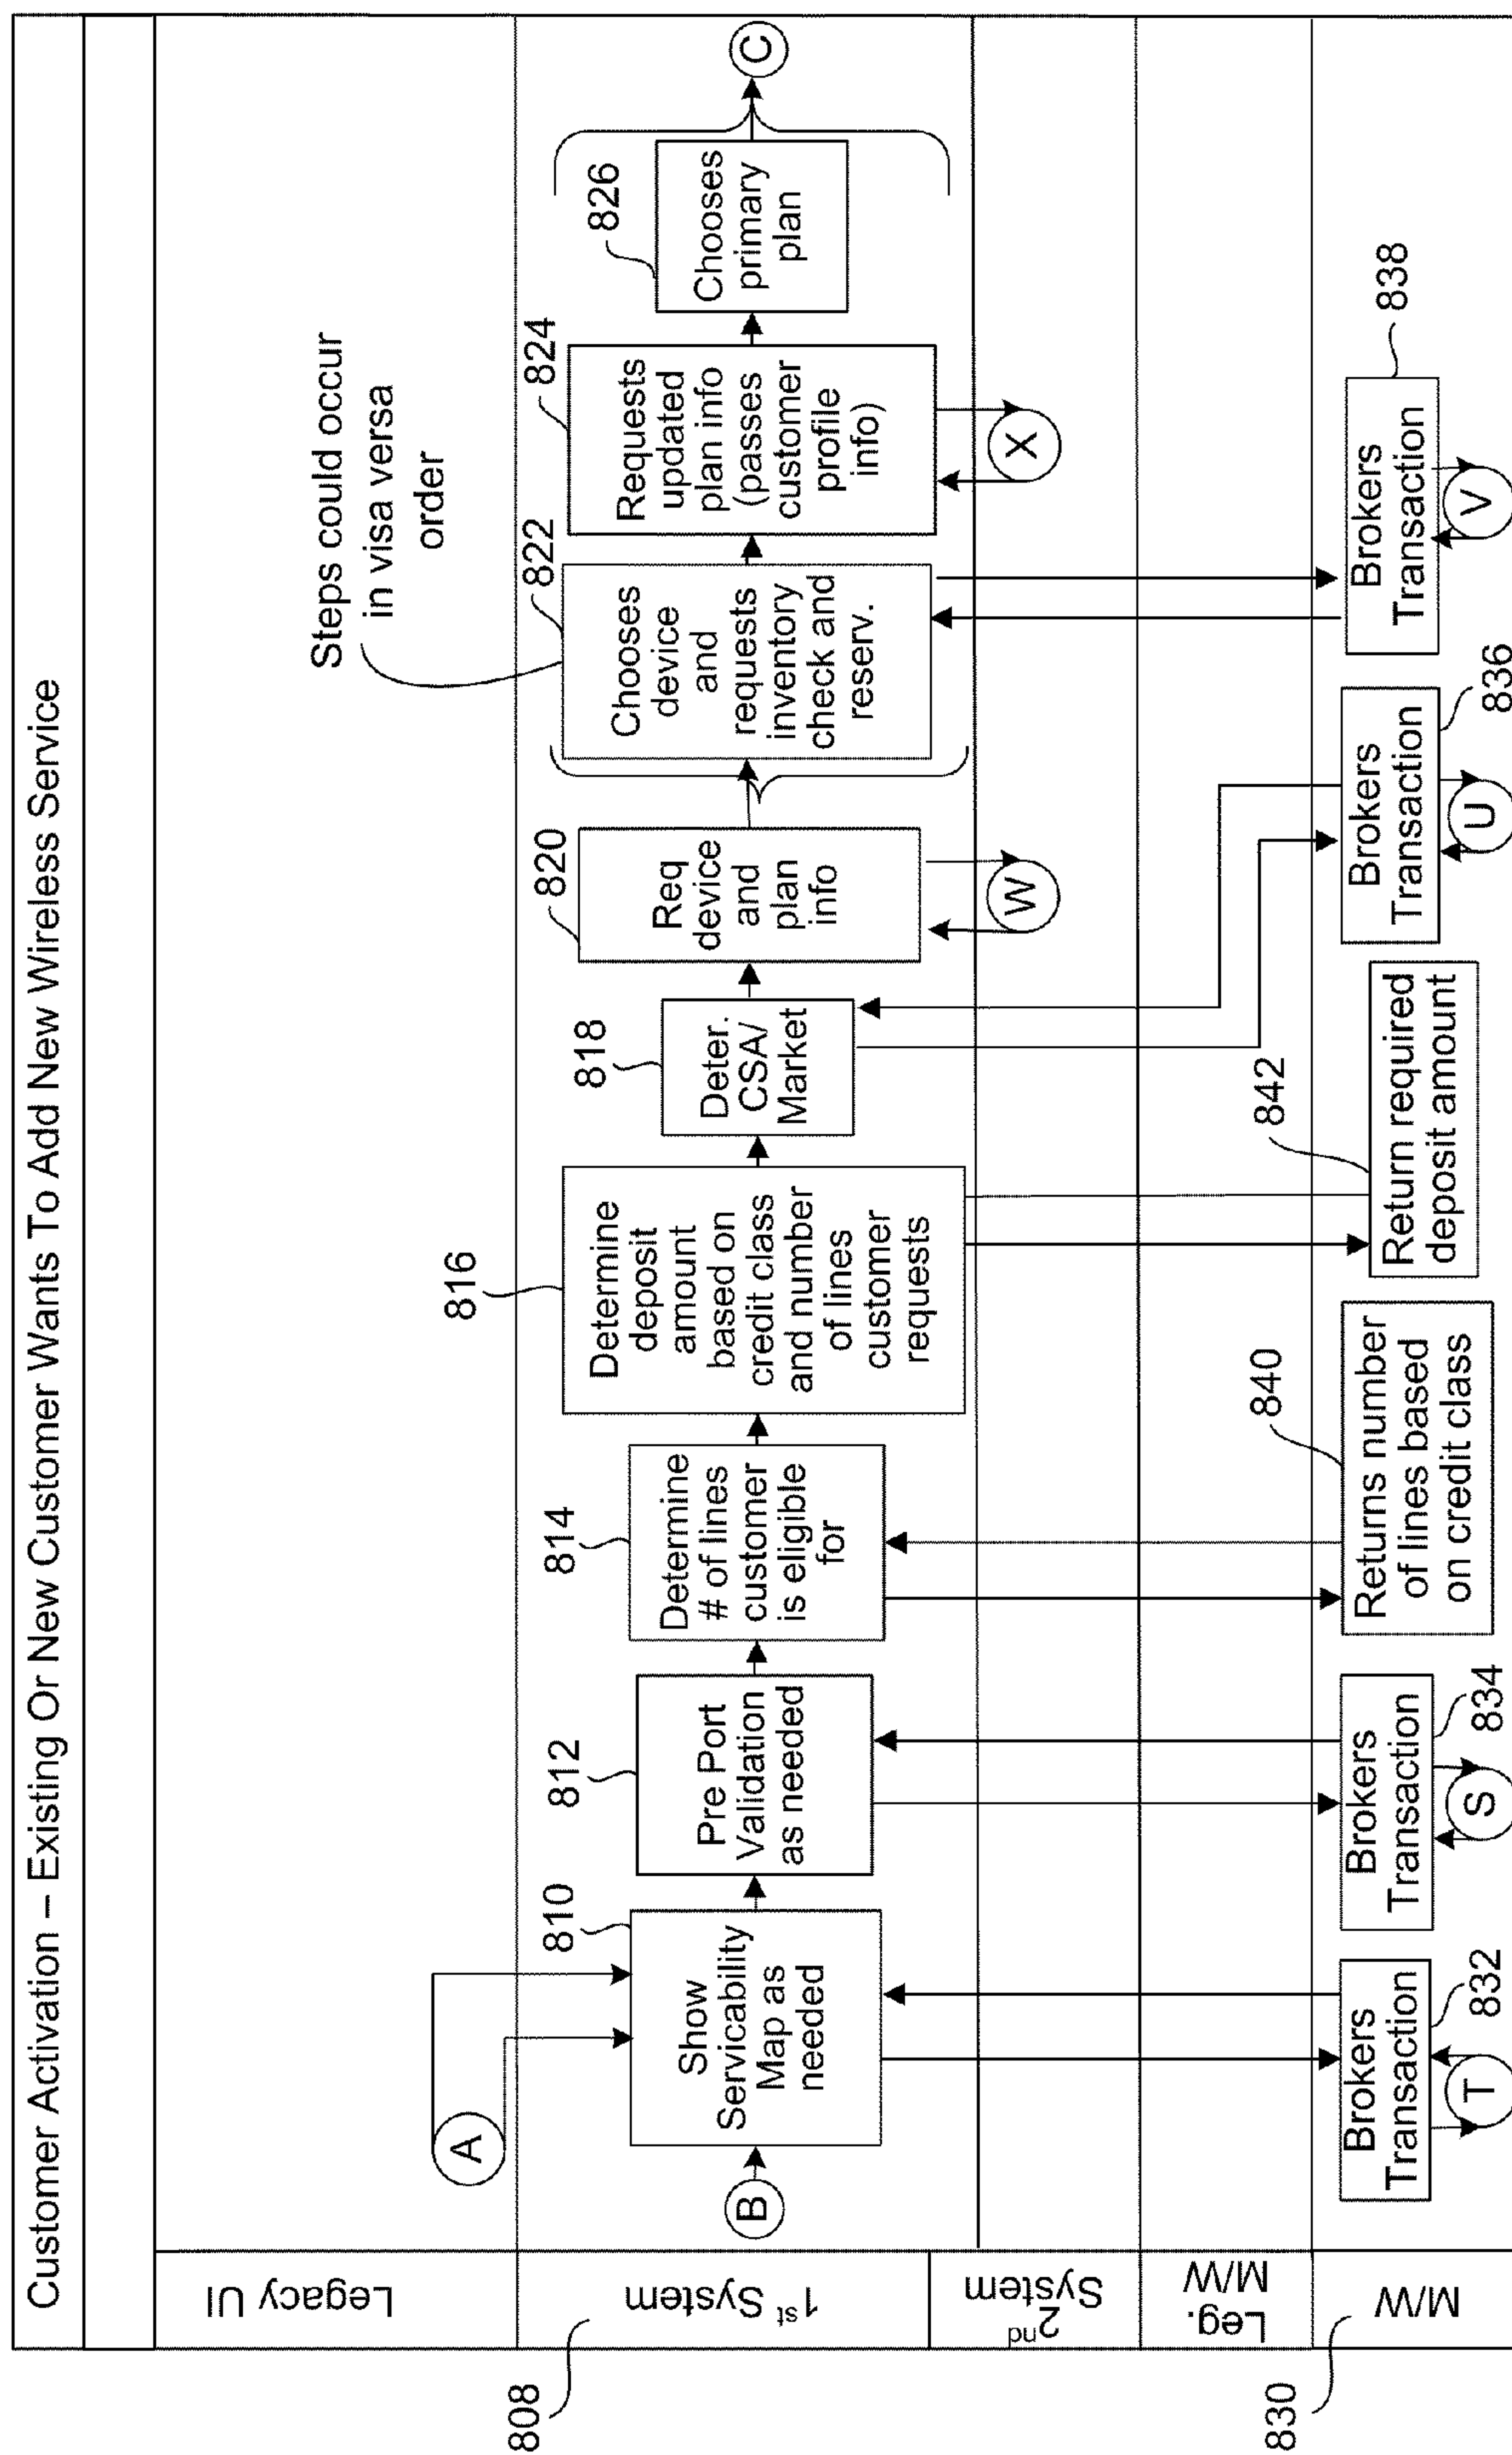 Customer Activation – Existing Or New Customer Wants To Add New Wireless Service
Legacy UI
A
Steps could occur
in visa versa
order
808
1st System
B
810
Show
Servicability
Map as
needed
812
Pre Port
Validation
as needed
814
Determine
# of lines
customer
is eligible
for
816
Determine
deposit
amount
based on
credit class
and number
of lines
customer
requests
818
Deter.
CSA/
Market
820
Req
device
and
plan
info
822
Chooses
device
and
requests
inventory
check and
reserv.
824
Requests
updated
plan info
(passes
customer
profile
info)
826
Chooses
primary
plan
C
2nd
System
W
X
Leg.
M/W
830
M/W
Brokers
Transaction
832
T
Brokers
Transaction
834
S
840
Returns number
of lines based
on credit class
842
Return required
deposit amount
Brokers
Transaction
836
U
Brokers
Transaction
838
V